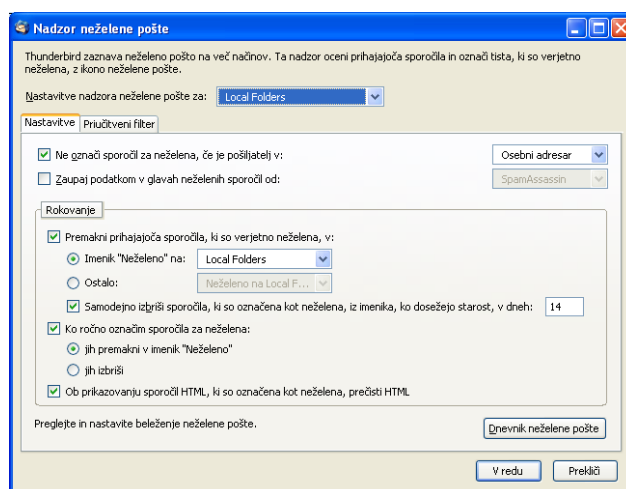 Nadzor neželene pošte
Thunderbird zaznava neželeno pošto na več načinov. Ta nadzor oceni prihajajoča sporočila in označi tista, ki so verjetno
neželena, z ikono neželene pošte.
Nastavitve nadzora neželene pošte za: Local Folders
Nastavitve Priučitveni filter
Ne označi sporočil za neželena, če je pošiljatelj v: Osebni adresar
Zaupaj podatkom v glavah neželenih sporočil od: SpamAssassin
Rokovanje
Premakni prihajajoča sporočila, ki so verjetno neželena, v:
Imenik "Neželeno" na: Local Folders
Ostalo: Neželeno na Local F...
Samodejno izbriši sporočila, ki so označena kot neželena, iz imenika, ko dosežejo starost, v dneh: 14
Ko ročno označim sporočila za neželena:
jih premakni v imenik "Neželeno"
jih izbriši
Ob prikazovanju sporočil HTML, ki so označena kot neželena, prečisti HTML
Preglejte in nastavite beleženje neželene pošte. Dnevnik neželene pošte
V redu Prekliči